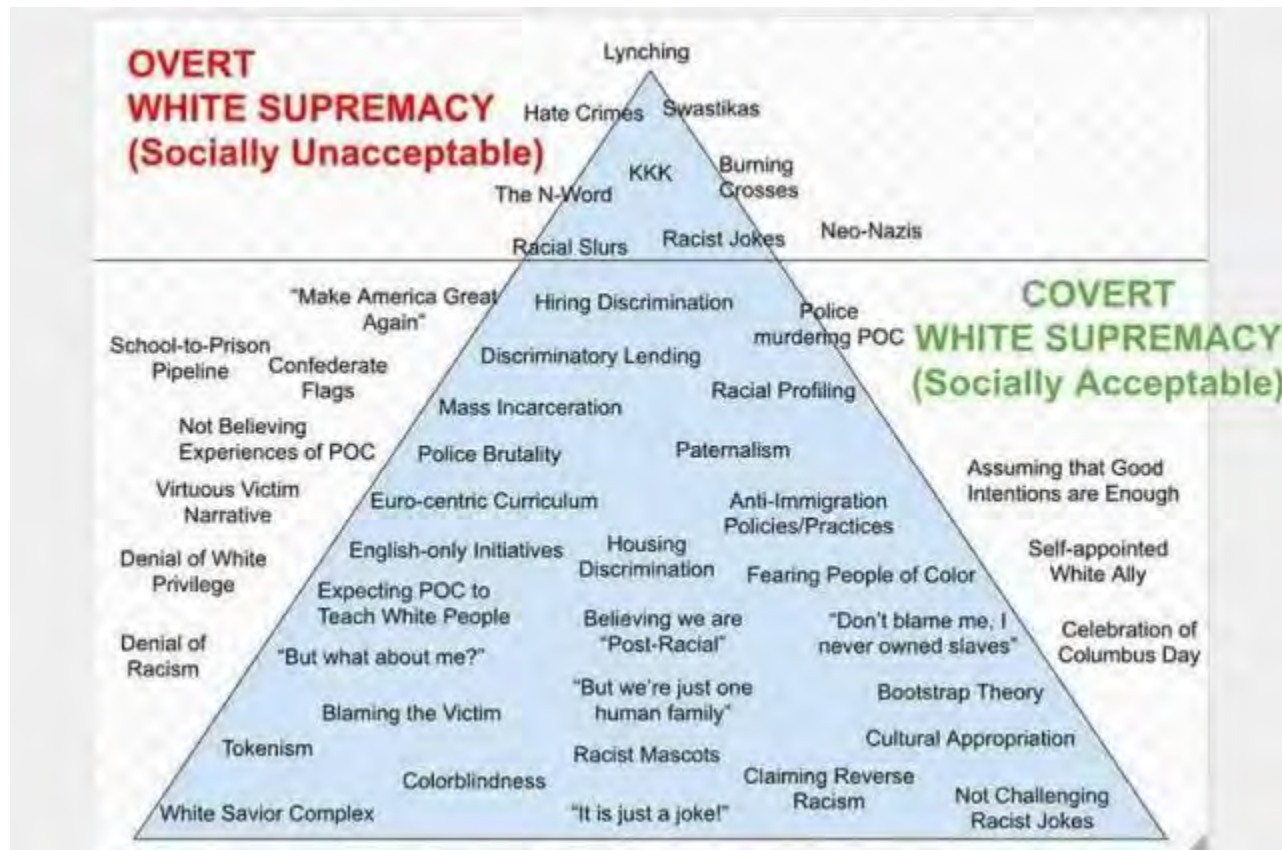 OVERT
WHITE SUPREMACY
(Socially Unacceptable)
Lynching
Hate Crimes
Swastikas
KKK
Burning
Crosses
The N-Word
Neo-Nazis
Racial Slurs
Racist Jokes
COVERT
WHITE SUPREMACY
(Socially Acceptable)
"Make America Great
Again"
Hiring Discrimination
Police
murdering POC
School-to-Prison
Pipeline
Confederate
Flags
Discriminatory Lending
Racial Profiling
Mass Incarceration
Not Believing
Experiences of POC
Police Brutality
Paternalism
Assuming that Good
Intentions are Enough
Virtuous Victim
Narrative
Euro-centric Curriculum
Anti-Immigration
Policies/Practices
Denial of White
Privilege
English-only Initiatives
Housing
Discrimination
Fearing People of Color
Self-appointed
White Ally
Expecting POC to
Teach White People
Believing we are
"Post-Racial"
"Don't blame me, I
never owned slaves"
Celebration of
Columbus Day
Denial of
Racism
"But what about me?"
"But we're just one
human family"
Bootstrap Theory
Blaming the Victim
Tokenism
Racist Mascots
Cultural Appropriation
Colorblindness
Claiming Reverse
Racism
White Savior Complex
"It is just a joke!"
Not Challenging
Racist Jokes